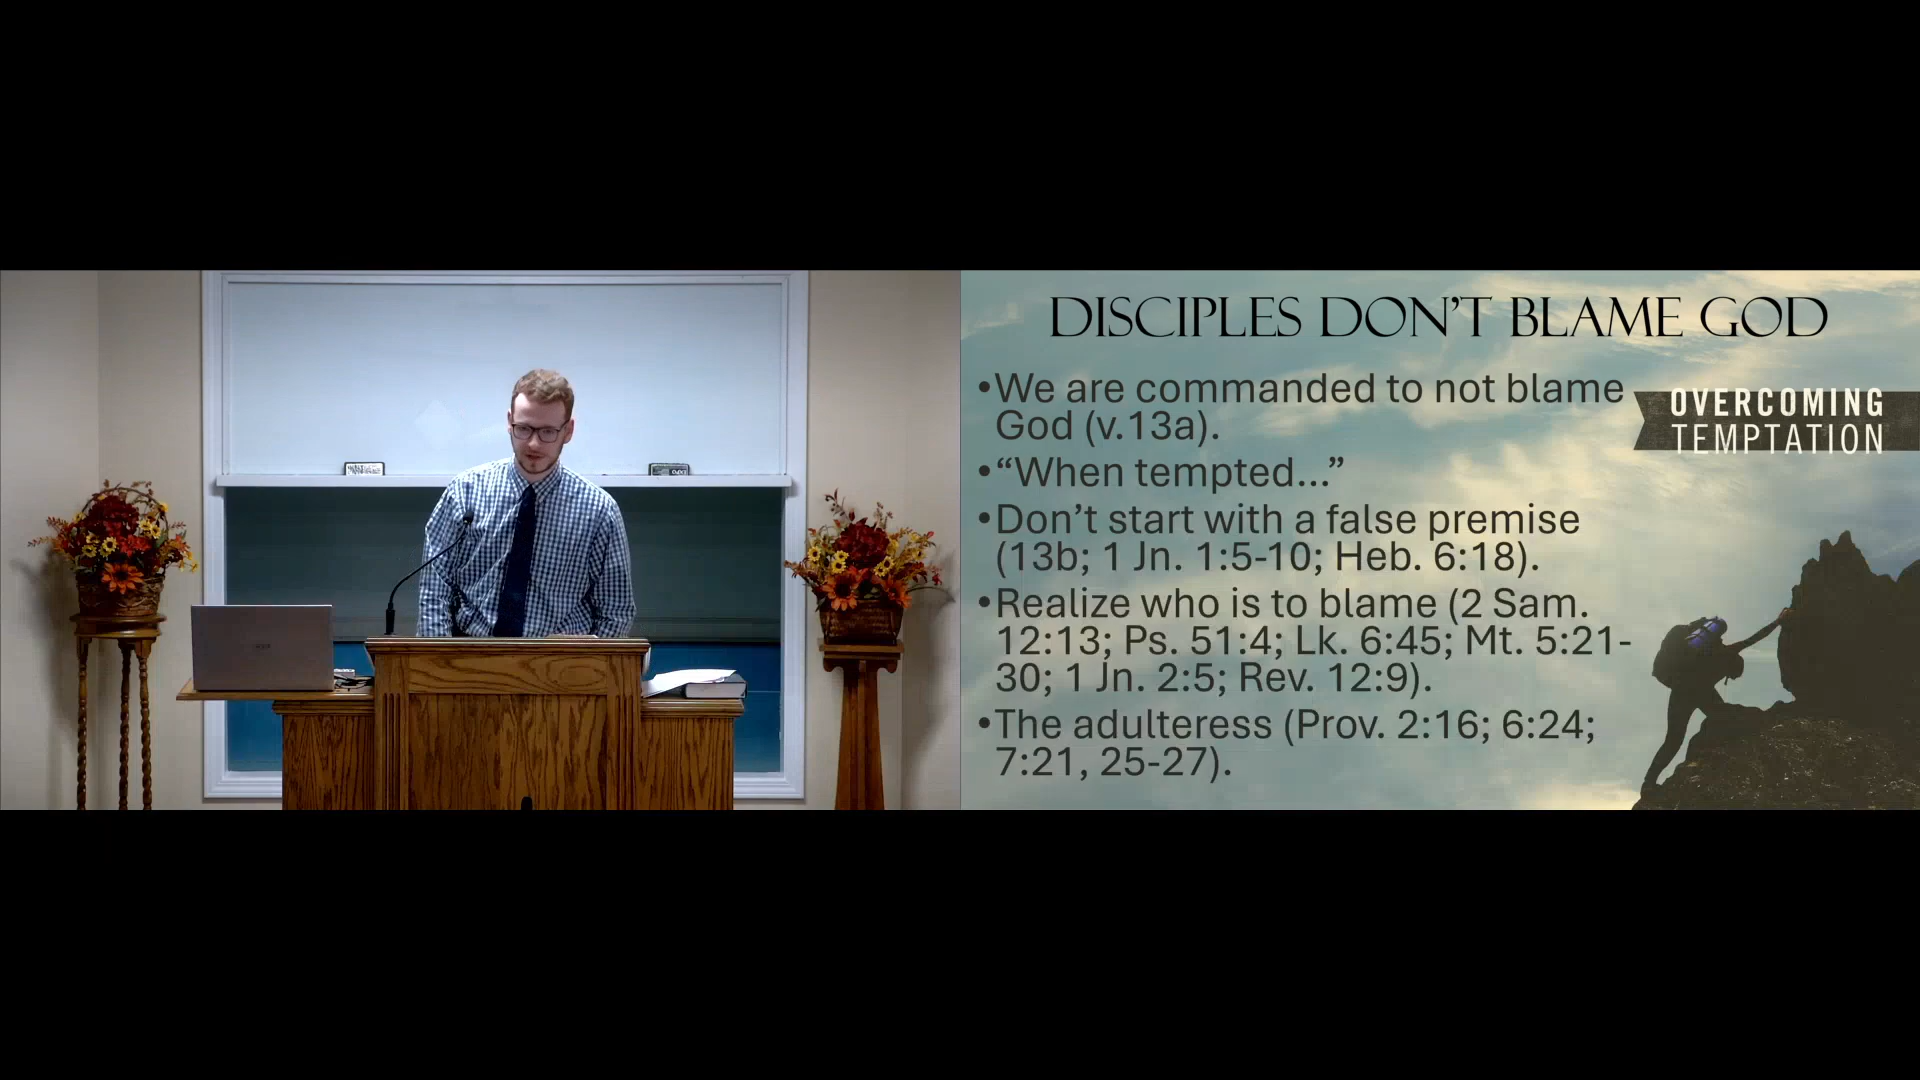 DISCIPLES DON'T BLAME GOD
•We are commanded to not blame
God (v.13a).
•“When tempted...”
•Don't start with a false premise
(13b; 1 Jn. 1:5-10; Heb. 6:18).
•Realize who is to blame (2 Sam.
12:13; Ps. 51:4; Lk. 6:45; Mt. 5:21-
30; 1 Jn. 2:5; Rev. 12:9).
•The adulteress (Prov. 2:16; 6:24;
7:21, 25-27).
OVERCOMING
TEMPTATION